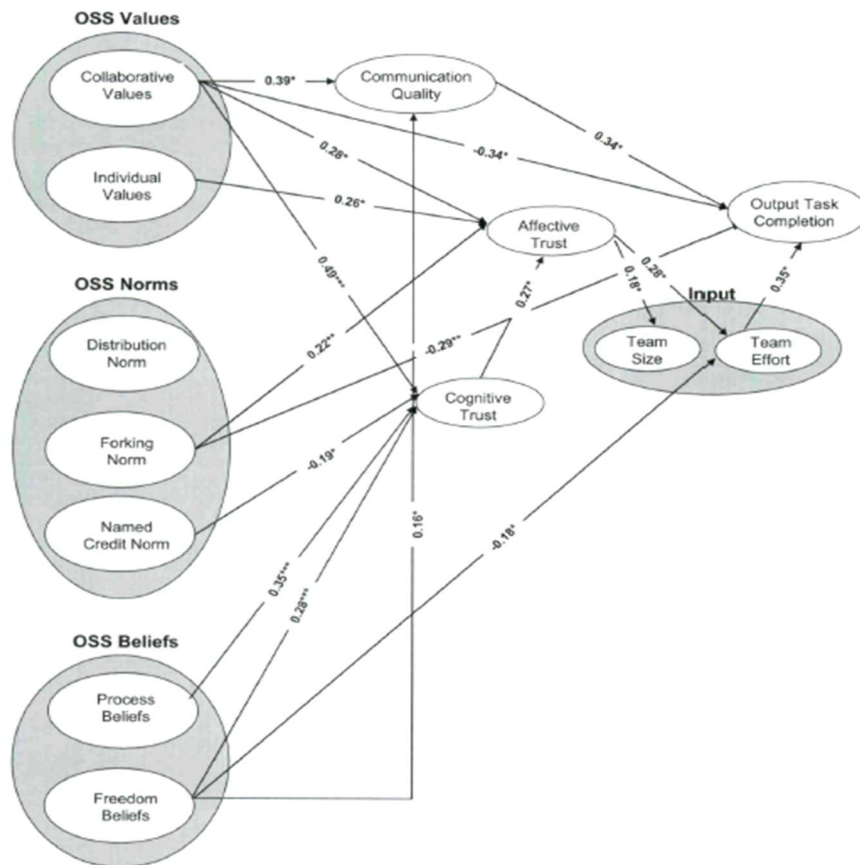 OSS Values
Collaborative
Values
0.39*
Communication
Quality
0.28*
-0.34*
0.34*
Individual
Values
0.26*
Affective
Trust
Output Task
Completion
0.49***
0.27*
0.18*
0.28*
0.35*
OSS Norms
Input
Distribution
Norm
0.22**
-0.29**
Team
Size
Team
Effort
Cognitive
Trust
Forking
Norm
-0.19*
Named
Credit Norm
0.16*
-0.18*
0.35***
0.28***
OSS Beliefs
Process
Beliefs
Freedom
Beliefs